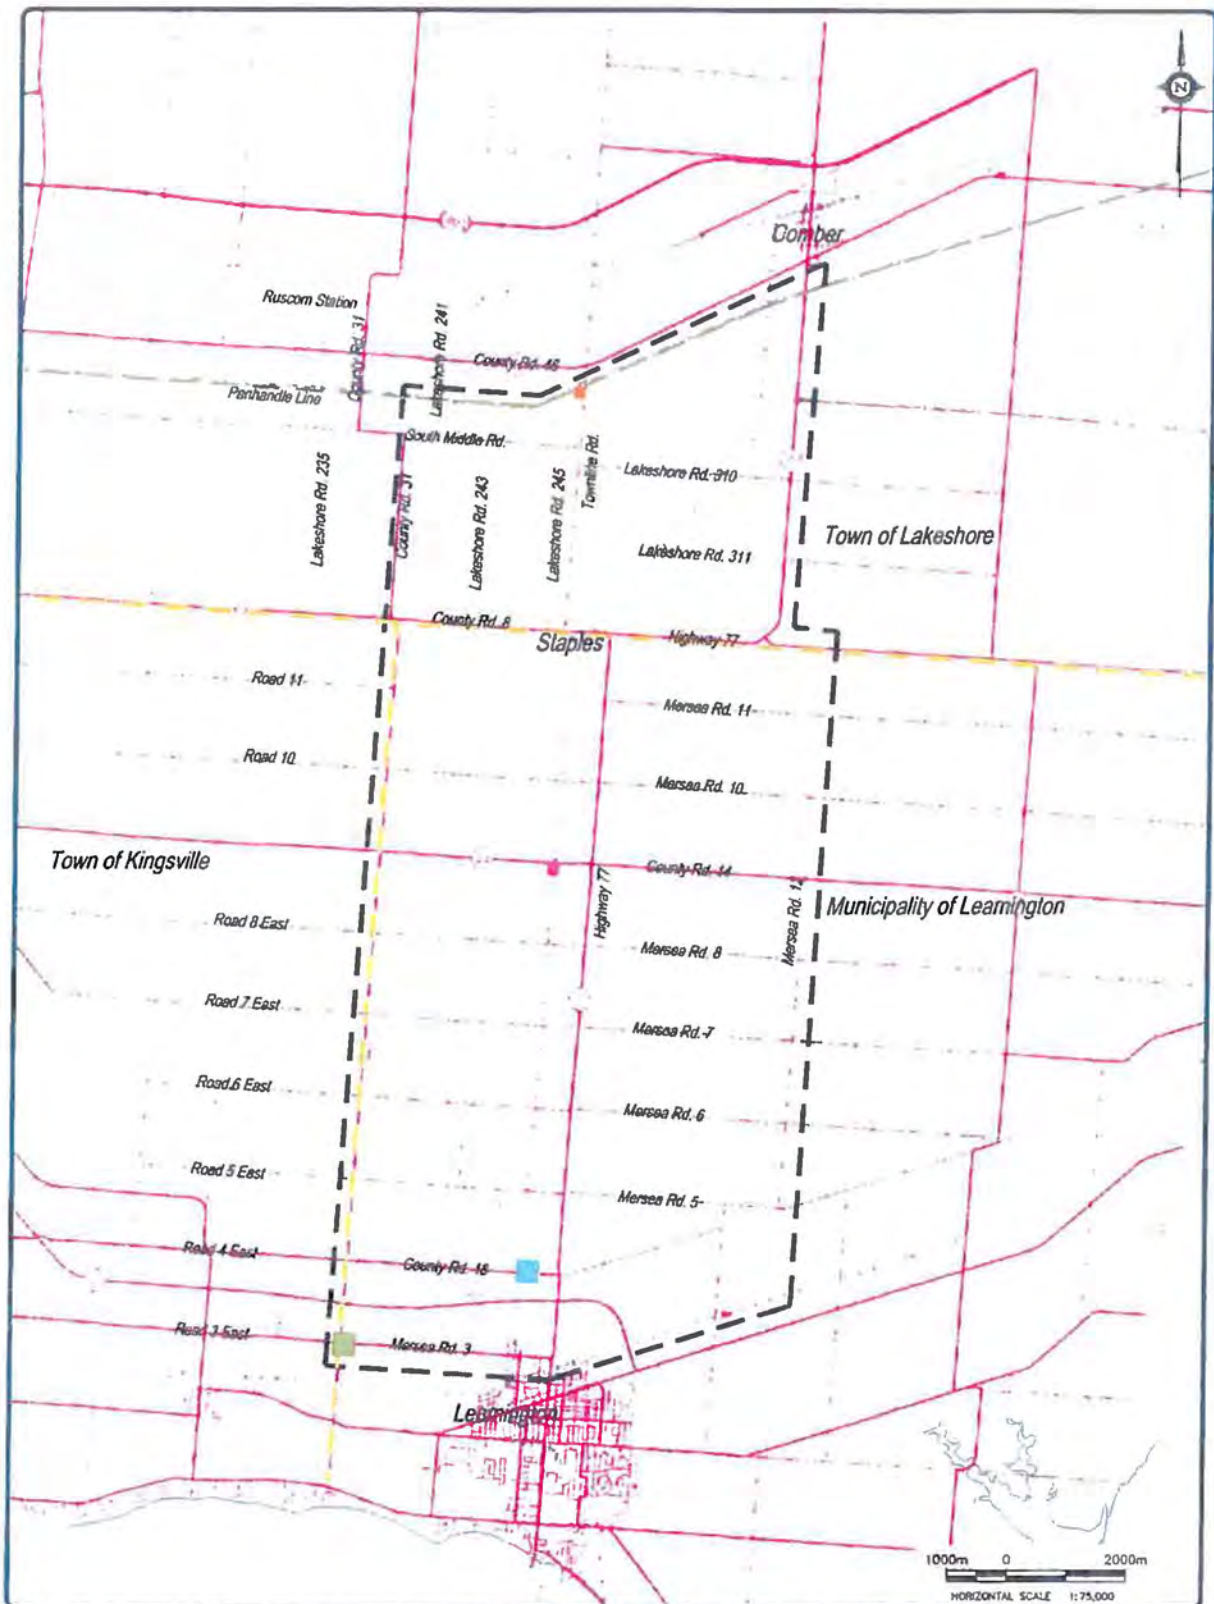 N
Comber
Ruscom Station
County Rd. 31
Lakeshore Rd. 241
County Rd. 46
Panhandle Line
South Middle Rd.
Lakeshore Rd. 235
County Rd. 31
Lakeshore Rd. 243
Lakeshore Rd. 245
Townline Rd.
Lakeshore Rd. 310
Town of Lakeshore
Lakeshore Rd. 311
County Rd. 8
Staples
Highway 77
Road 11
Mersea Rd. 11
Road 10
Mersea Rd. 10
Town of Kingsville
County Rd. 14
Highway 77
Mersea Rd. 12
Municipality of Leamington
Road 8 East
Mersea Rd. 8
Road 7 East
Mersea Rd. 7
Road 6 East
Mersea Rd. 6
Road 5 East
Mersea Rd. 5
Road 4 East
County Rd. 18
Road 3 East
Mersea Rd. 3
Leamington
1000m 0 2000m
HORIZONTAL SCALE 1:75,000